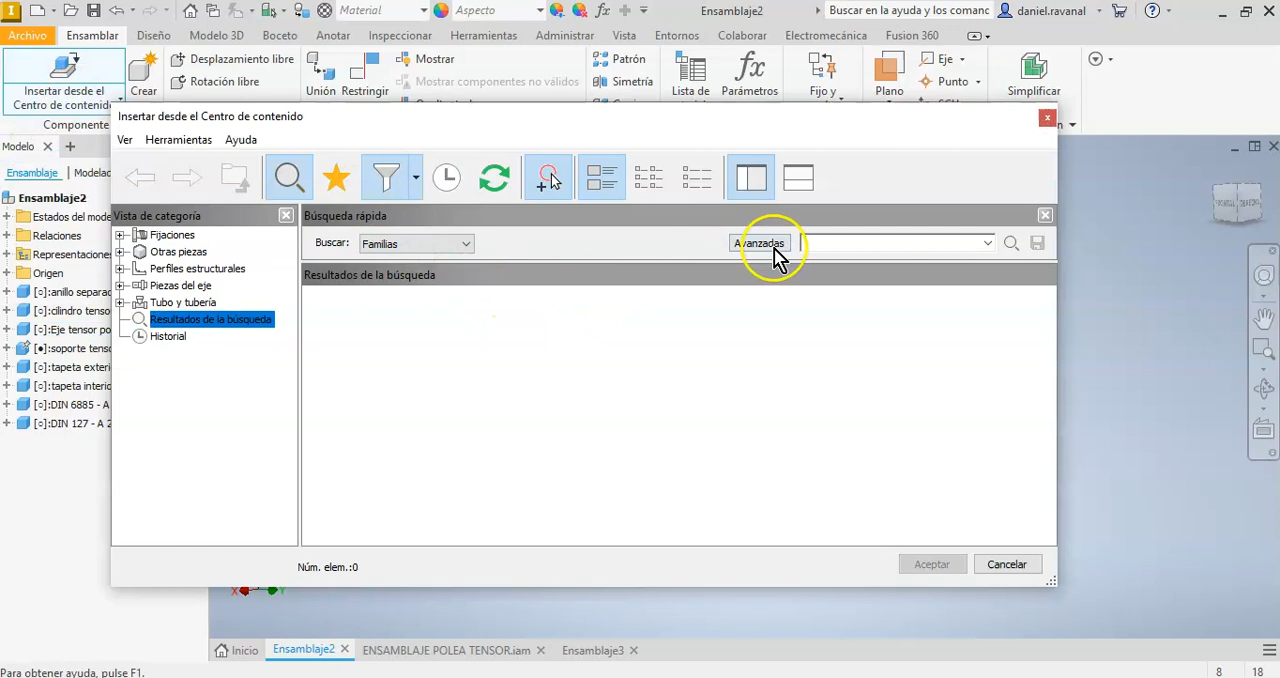 Material
Aspecto
Ensamblaje2
Buscar en la ayuda y los comanc
daniel.ravanal
Archivo Ensamblar Diseño Modelo 3D Boceto Anotar Inspeccionar Herramientas Administrar Vista Entornos Colaborar Electromecánica Fusion 360
Insertar desde el
Centro de contenido
Crear
Desplazamiento libre
Rotación libre
Unión
Restringir
Mostrar
Mostrar componentes no válidos
Patrón
Simetría
Lista de
Parámetros
Fijo y
Plano
Eje
Punto
Simplificar
Componente
Insertar desde el Centro de contenido
Ver Herramientas Ayuda
Modelo
Ensamblaje Modelad
Ensamblaje2
Estados del mode
Relaciones
Representacione
Origen
[○]:anillo separac
[○]:cilindro tensor
[○]:Eje tensor po
[●]:soporte tenso
[○]:tapeta exteri
[○]:tapeta interio
[○]:DIN 6885 - A
[○]:DIN 127 - A 2
Vista de categoría
Fijaciones
Otras piezas
Perfiles estructurales
Piezas del eje
Tubo y tubería
Resultados de la búsqueda
Historial
Búsqueda rápida
Buscar: Familias
Avanzadas
Resultados de la búsqueda
Núm. elem.:0
Aceptar Cancelar
FRONTAL DERECHO
X Y
Inicio Ensamblaje2 ENSAMBLAJE POLEA TENSOR.iam Ensamblaje3
Para obtener ayuda, pulse F1.
8 18